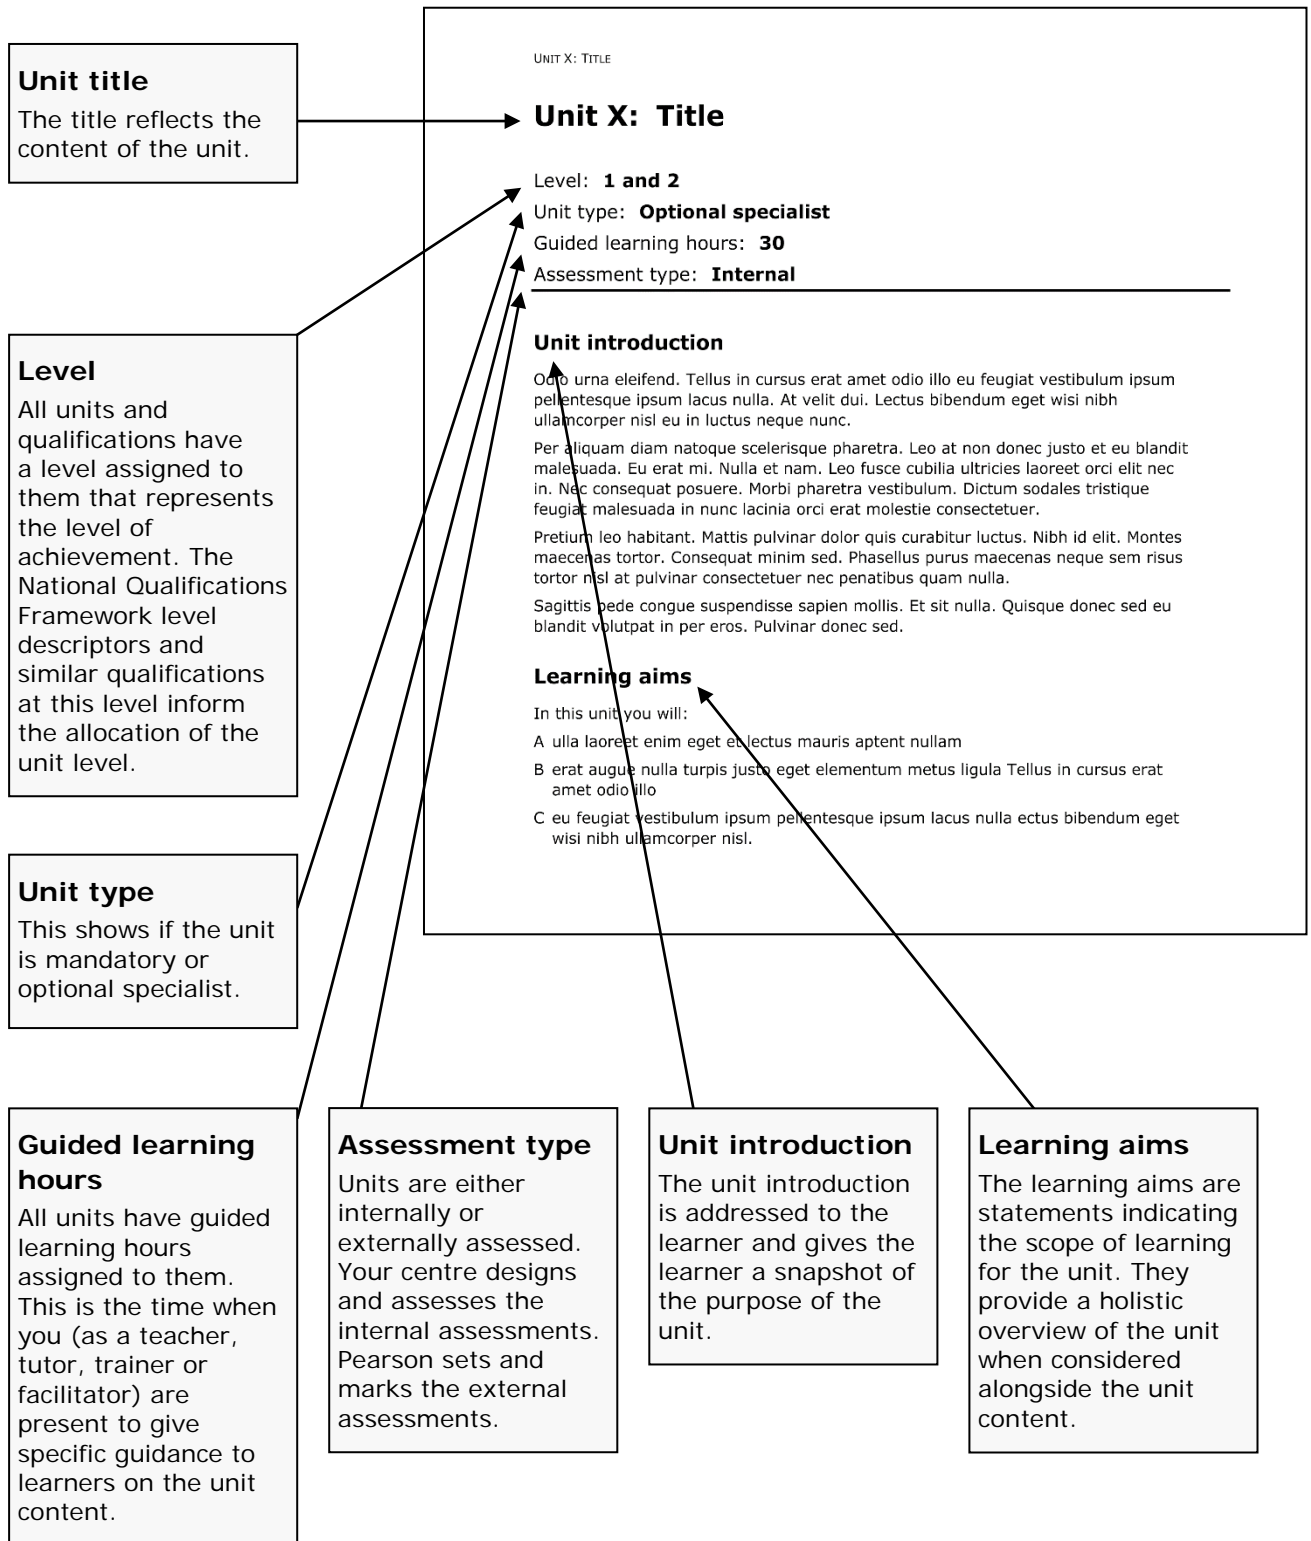 UNIT X: TITLE
Unit X: Title
Level: 1 and 2
Unit type: Optional specialist
Guided learning hours: 30
Assessment type: Internal
Unit introduction
Odio urna eleifend. Tellus in cursus erat amet odio illo eu feugiat vestibulum ipsum
pellentesque ipsum lacus nulla. At velit dui. Lectus bibendum eget wisi nibh
ullamcorper nisl eu in luctus neque nunc.
Per aliquam diam natoque scelerisque pharetra. Leo at non donec justo et eu blandit
malesuada. Eu erat mi. Nulla et nam. Leo fusce cubilia ultricies laoreet orci elit nec
in. Nec consequat posuere. Morbi pharetra vestibulum. Dictum sodales tristique
feugiat malesuada in nunc lacinia orci erat molestie consectetuer.
Pretium leo habitant. Mattis pulvinar dolor quis curabitur luctus. Nibh id elit. Montes
maecenas tortor. Consequat minim sed. Phasellus purus maecenas neque sem risus
tortor nisl at pulvinar consectetuer nec penatibus quam nulla.
Sagittis pede congue suspendisse sapien mollis. Et sit nulla. Quisque donec sed eu
blandit volutpat in per eros. Pulvinar donec sed.
Learning aims
In this unit you will:
A ulla laoreet enim eget et lectus mauris aptent nullam
B erat augue nulla turpis justo eget elementum metus ligula Tellus in cursus erat
amet odio illo
C eu feugiat vestibulum ipsum pellentesque ipsum lacus nulla ectus bibendum eget
wisi nibh ullamcorper nisl.
Unit title
The title reflects the
content of the unit.
Level
All units and
qualifications have
a level assigned to
them that represents
the level of
achievement. The
National Qualifications
Framework level
descriptors and
similar qualifications
at this level inform
the allocation of the
unit level.
Unit type
This shows if the unit
is mandatory or
optional specialist.
Guided learning
hours
All units have guided
learning hours
assigned to them.
This is the time when
you (as a teacher,
tutor, trainer or
facilitator) are
present to give
specific guidance to
learners on the unit
content.
Assessment type
Units are either
internally or
externally assessed.
Your centre designs
and assesses the
internal assessments.
Pearson sets and
marks the external
assessments.
Unit introduction
The unit introduction
is addressed to the
learner and gives the
learner a snapshot of
the purpose of the
unit.
Learning aims
The learning aims are
statements indicating
the scope of learning
for the unit. They
provide a holistic
overview of the unit
when considered
alongside the unit
content.